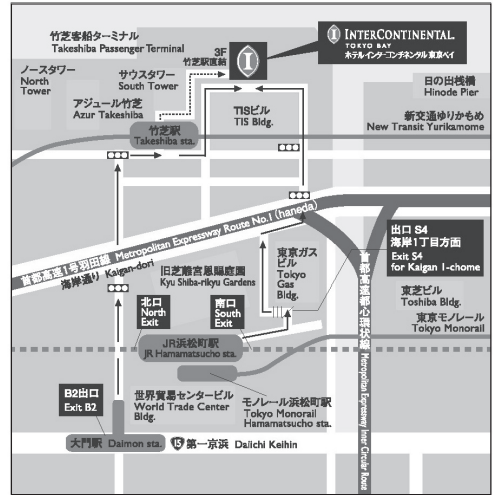 竹芝客船ターミナル
Takeshiba Passenger Terminal
3F
竹芝駅直結
INTERCONTINENTAL
TOKYO BAY
ホテル インターコンチネンタル 東京ベイ
ノースタワー
North
Tower
サウスタワー
South Tower
日の出桟橋
Hinode Pier
アジュール竹芝
Azur Takeshiba
TISビル
TIS Bldg.
新交通ゆりかもめ
New Transit Yurikamome
竹芝駅
Takeshiba sta.
首都高速1号羽田線 Metropolitan Expressway Route No.1 (haneda)
海岸通り Kaigan-dori
出口 S4
海岸1丁目方面
Exit S4
for Kaigan 1-chome
旧芝離宮恩賜庭園
Kyu Shiba-rikyu Gardens
東京ガス
ビル
Tokyo
Gas
Bldg.
首都高速都心環状線 Metropolitan Expressway Inner Circular Route
東芝ビル
Toshiba Bldg.
北口
North
Exit
南口
South
Exit
東京モノレール
Tokyo Monorail
JR浜松町駅
JR Hamamatsucho sta.
B2出口
Exit B2
世界貿易センタービル
World Trade Center
Bldg.
モノレール浜松町駅
Tokyo Monorail
Hamamatsucho sta.
大門駅 Daimon sta.
15 第一京浜 Daiichi Keihin